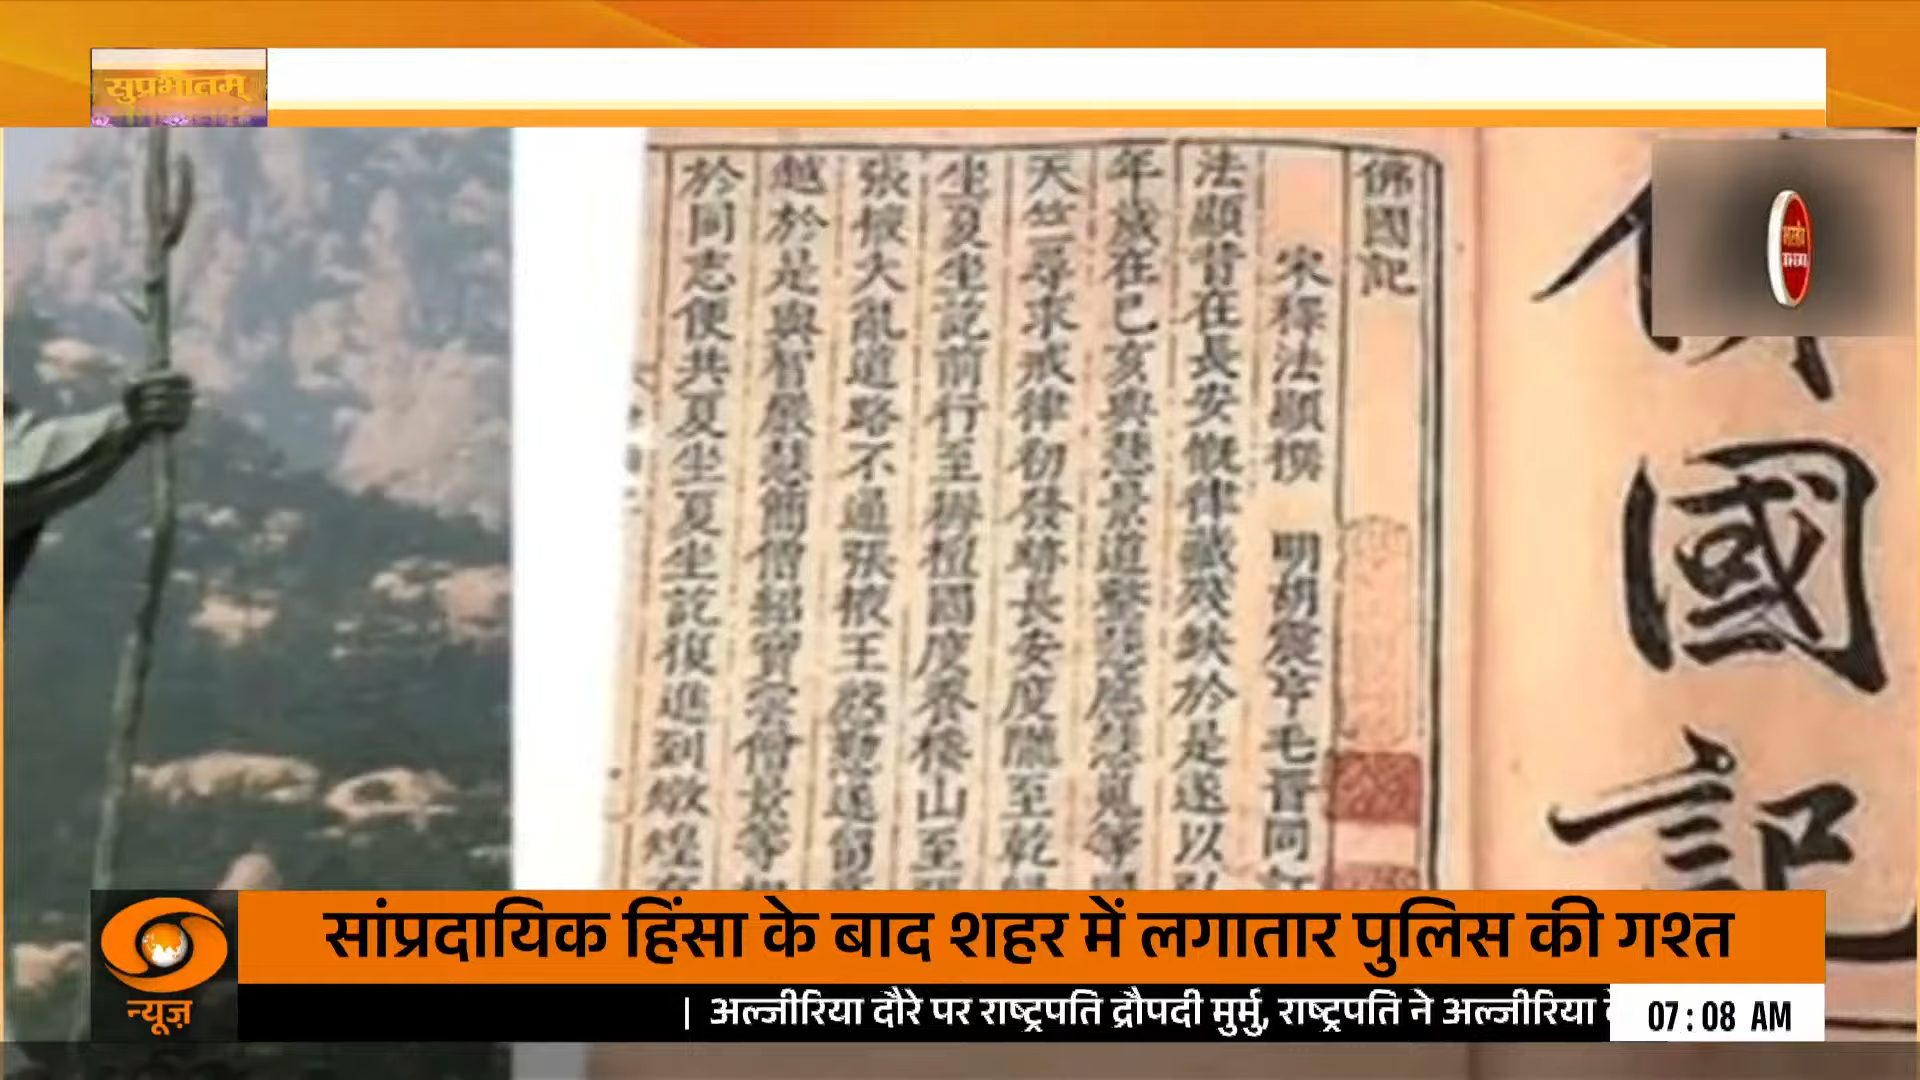 सुप्रभातम्
佛國記
宋釋法顯撰 明胡震亨毛晉同訂
法顯昔在長安慨律藏殘缺於是遂以弘
年歲在己亥與慧景道整慧應慧嵬等同
天竺尋求戒律初發跡長安度隴至乾歸
坐夏坐訖前行至耨檀國度養樓山至張
張掖大亂道路不通張掖王慇懃遂留
越於是與智嚴慧簡僧紹寶雲僧景等相
於同志便共夏坐夏坐訖復進到燉煌
國記
सांप्रदायिक हिंसा के बाद शहर में लगातार पुलिस की गश्त
न्यूज़
| अल्जीरिया दौरे पर राष्ट्रपति द्रौपदी मुर्मु, राष्ट्रपति ने अल्जीरिया
07:08 AM